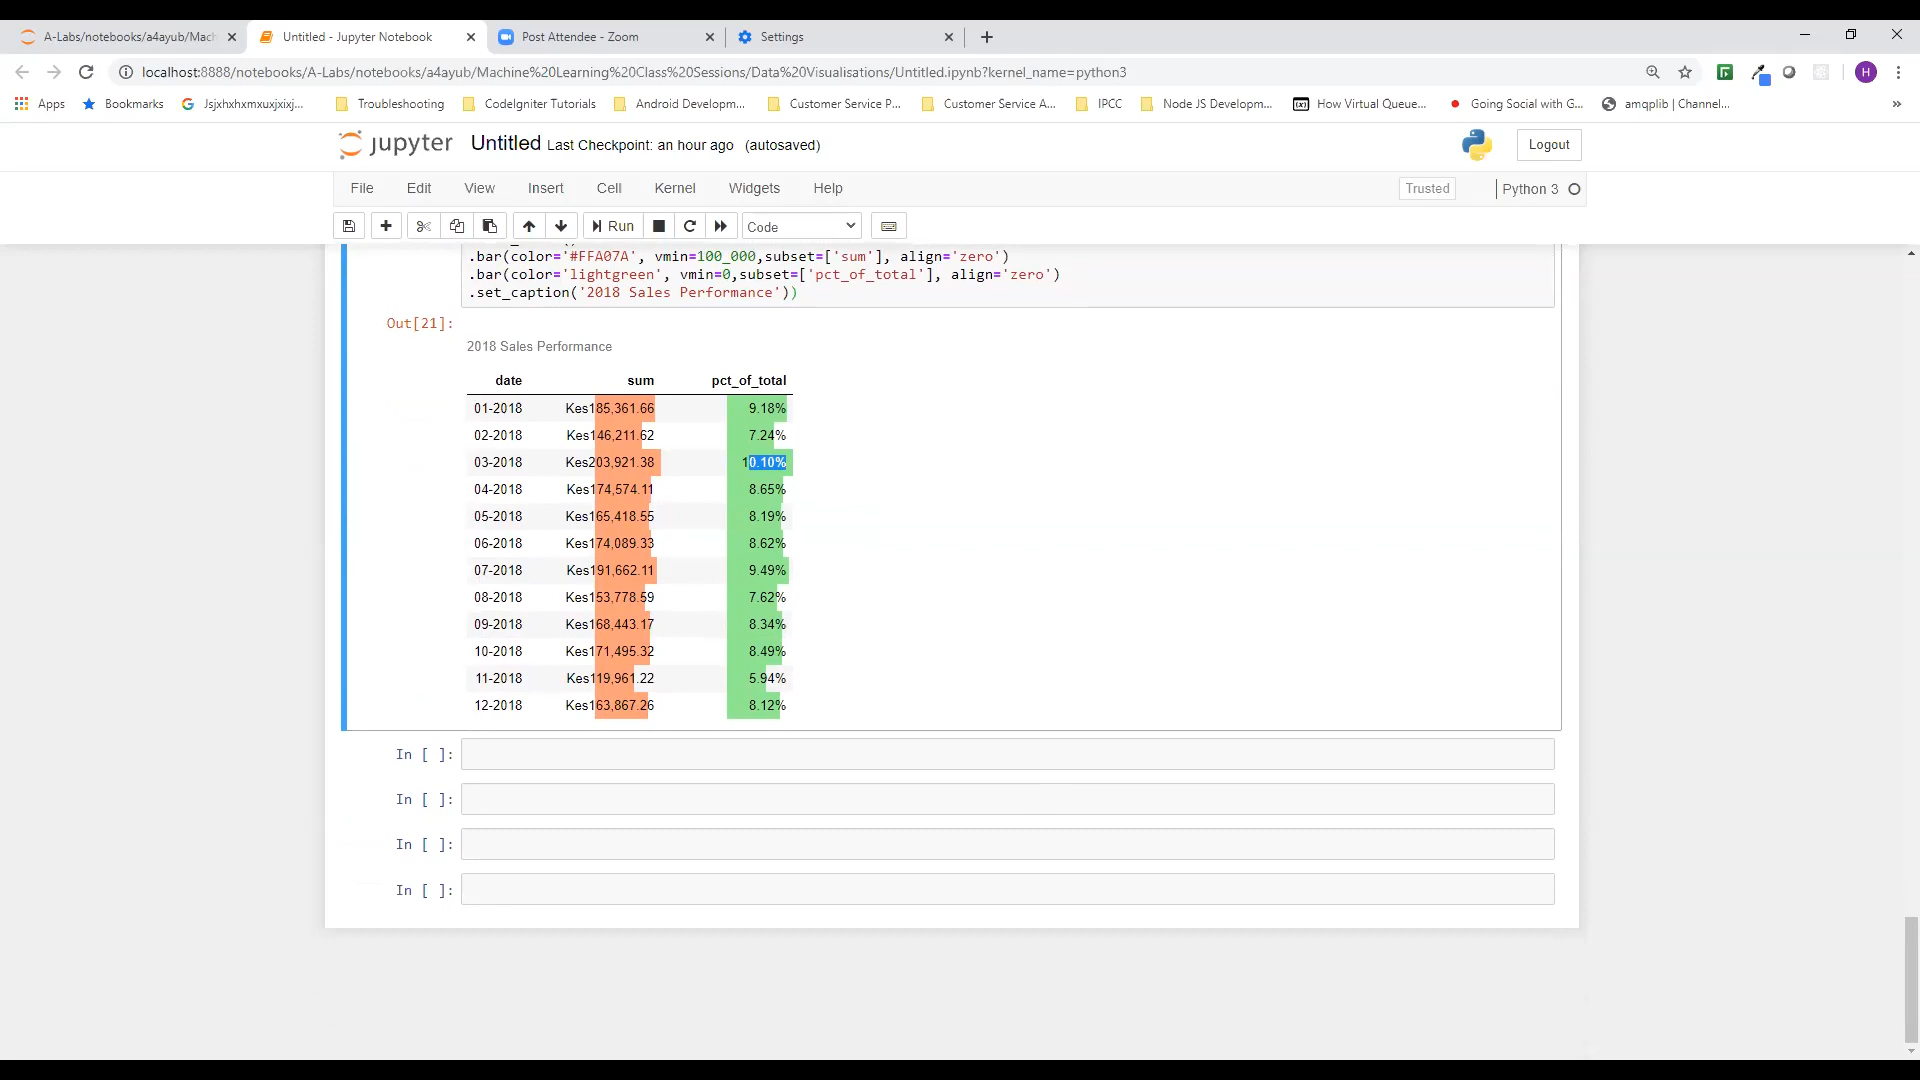 A-Labs/notebooks/a4ayub/Mach
Untitled - Jupyter Notebook
Post Attendee - Zoom
Settings
localhost:8888/notebooks/A-Labs/notebooks/a4ayub/Machine%20Learning%20Class%20Sessions/Data%20Visualisations/Untitled.ipynb?kernel_name=python3
H
Apps
Bookmarks
Jsjxhxhxmxuxjxixj...
Troubleshooting
CodeIgniter Tutorials
Android Developm...
Customer Service P...
Customer Service A...
IPCC
Node JS Developm...
How Virtual Queue...
Going Social with G...
amqplib | Channel...
jupyter Untitled Last Checkpoint: an hour ago (autosaved)
Logout
File Edit View Insert Cell Kernel Widgets Help
Trusted
Python 3
Run
Code
.bar(color='#FFA07A', vmin=100_000,subset=['sum'], align='zero')
.bar(color='lightgreen', vmin=0,subset=['pct_of_total'], align='zero')
.set_caption('2018 Sales Performance'))
Out[21]:
2018 Sales Performance
date sum pct_of_total
01-2018 Kes185,361.66 9.18%
02-2018 Kes146,211.62 7.24%
03-2018 Kes203,921.38 10.10%
04-2018 Kes174,574.11 8.65%
05-2018 Kes165,418.55 8.19%
06-2018 Kes174,089.33 8.62%
07-2018 Kes191,662.11 9.49%
08-2018 Kes153,778.59 7.62%
09-2018 Kes168,443.17 8.34%
10-2018 Kes171,495.32 8.49%
11-2018 Kes119,961.22 5.94%
12-2018 Kes163,867.26 8.12%
In [ ]:
In [ ]:
In [ ]:
In [ ]: